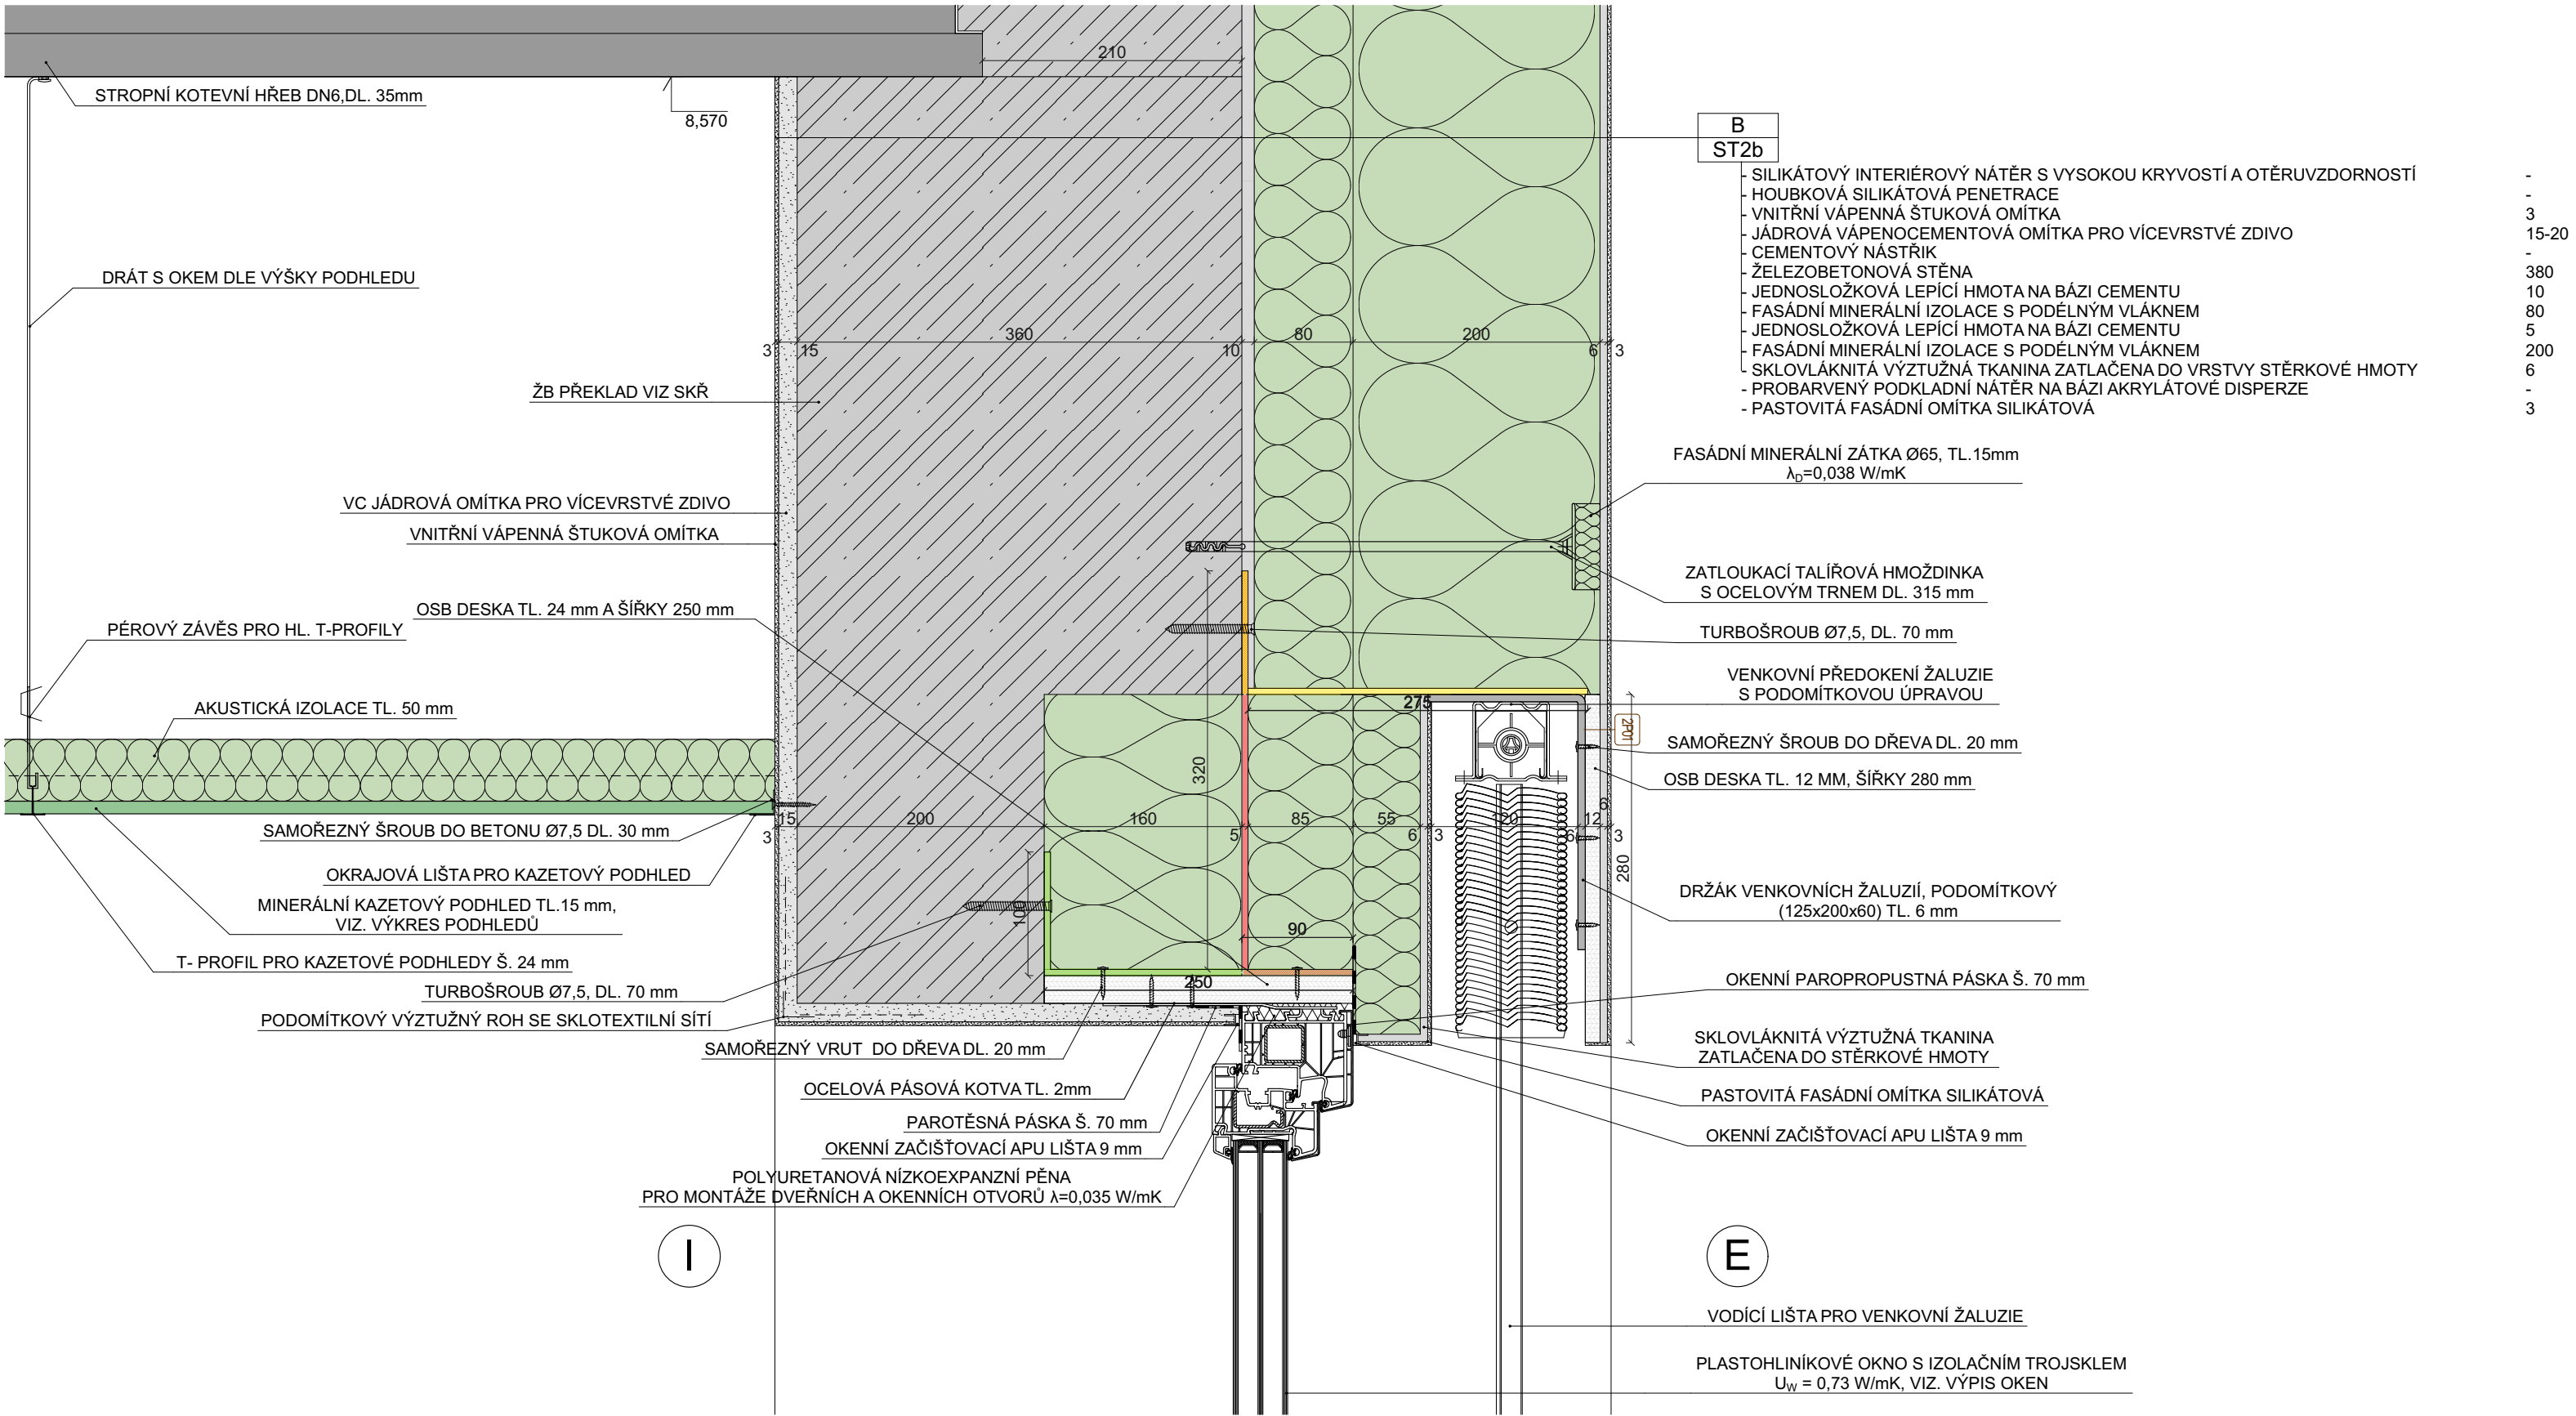 210
STROPNÍ KOTEVNÍ HŘEB DN6,DL. 35mm
8,570
B
ST2b
- SILIKÁTOVÝ INTERIÉROVÝ NÁTĚR S VYSOKOU KRYVOSTÍ A OTĚRUVZDORNOSTÍ -
- HOUBKOVÁ SILIKÁTOVÁ PENETRACE -
- VNITŘNÍ VÁPENNÁ ŠTUKOVÁ OMÍTKA 3
- JÁDROVÁ VÁPENOCEMENTOVÁ OMÍTKA PRO VÍCEVRSTVÉ ZDIVO 15-20
- CEMENTOVÝ NÁSTŘIK -
- ŽELEZOBETONOVÁ STĚNA 380
- JEDNOSLOŽKOVÁ LEPÍCÍ HMOTA NA BÁZI CEMENTU 10
- FASÁDNÍ MINERÁLNÍ IZOLACE S PODÉLNÝM VLÁKNEM 80
- JEDNOSLOŽKOVÁ LEPÍCÍ HMOTA NA BÁZI CEMENTU 5
- FASÁDNÍ MINERÁLNÍ IZOLACE S PODÉLNÝM VLÁKNEM 200
- SKLOVLÁKNITÁ VÝZTUŽNÁ TKANINA ZATLAČENA DO VRSTVY STĚRKOVÉ HMOTY 6
- PROBARVENÝ PODKLADNÍ NÁTĚR NA BÁZI AKRYLÁTOVÉ DISPERZE -
- PASTOVITÁ FASÁDNÍ OMÍTKA SILIKÁTOVÁ 3
DRÁT S OKEM DLE VÝŠKY PODHLEDU
3 15 360 10 80 200 6 3
ŽB PŘEKLAD VIZ SKŘ
VC JÁDROVÁ OMÍTKA PRO VÍCEVRSTVÉ ZDIVO
VNITŘNÍ VÁPENNÁ ŠTUKOVÁ OMÍTKA
OSB DESKA TL. 24 mm A ŠÍŘKY 250 mm
PÉROVÝ ZÁVĚS PRO HL. T-PROFILY
AKUSTICKÁ IZOLACE TL. 50 mm
FASÁDNÍ MINERÁLNÍ ZÁTKA Ø65, TL.15mm
λD=0,038 W/mK
ZATLOUKACÍ TALÍŘOVÁ HMOŽDINKA
S OCELOVÝM TRNEM DL. 315 mm
TURBOŠROUB Ø7,5, DL. 70 mm
VENKOVNÍ PŘEDOKENÍ ŽALUZIE
S PODOMÍTKOVOU ÚPRAVOU
275
2P01
320
SAMOŘEZNÝ ŠROUB DO DŘEVA DL. 20 mm
OSB DESKA TL. 12 MM, ŠÍŘKY 280 mm
3 15 200 160 5 85 55 6 3 120 6 12 6 3
280
100
90
250
SAMOŘEZNÝ ŠROUB DO BETONU Ø7,5 DL. 30 mm
OKRAJOVÁ LIŠTA PRO KAZETOVÝ PODHLED
MINERÁLNÍ KAZETOVÝ PODHLED TL.15 mm,
VIZ. VÝKRES PODHLEDŮ
T- PROFIL PRO KAZETOVÉ PODHLEDY Š. 24 mm
TURBOŠROUB Ø7,5, DL. 70 mm
PODOMÍTKOVÝ VÝZTUŽNÝ ROH SE SKLOTEXTILNÍ SÍTÍ
SAMOŘEZNÝ VRUT DO DŘEVA DL. 20 mm
OCELOVÁ PÁSOVÁ KOTVA TL. 2mm
PAROTĚSNÁ PÁSKA Š. 70 mm
OKENNÍ ZAČIŠŤOVACÍ APU LIŠTA 9 mm
POLYURETANOVÁ NÍZKOEXPANZNÍ PĚNA
PRO MONTÁŽE DVEŘNÍCH A OKENNÍCH OTVORŮ λ=0,035 W/mK
DRŽÁK VENKOVNÍCH ŽALUZIÍ, PODOMÍTKOVÝ
(125x200x60) TL. 6 mm
OKENNÍ PAROPROPUSTNÁ PÁSKA Š. 70 mm
SKLOVLÁKNITÁ VÝZTUŽNÁ TKANINA
ZATLAČENA DO STĚRKOVÉ HMOTY
PASTOVITÁ FASÁDNÍ OMÍTKA SILIKÁTOVÁ
OKENNÍ ZAČIŠŤOVACÍ APU LIŠTA 9 mm
I
E
VODÍCÍ LIŠTA PRO VENKOVNÍ ŽALUZIE
PLASTOHLINÍKOVÉ OKNO S IZOLAČNÍM TROJSKLEM
UW = 0,73 W/mK, VIZ. VÝPIS OKEN